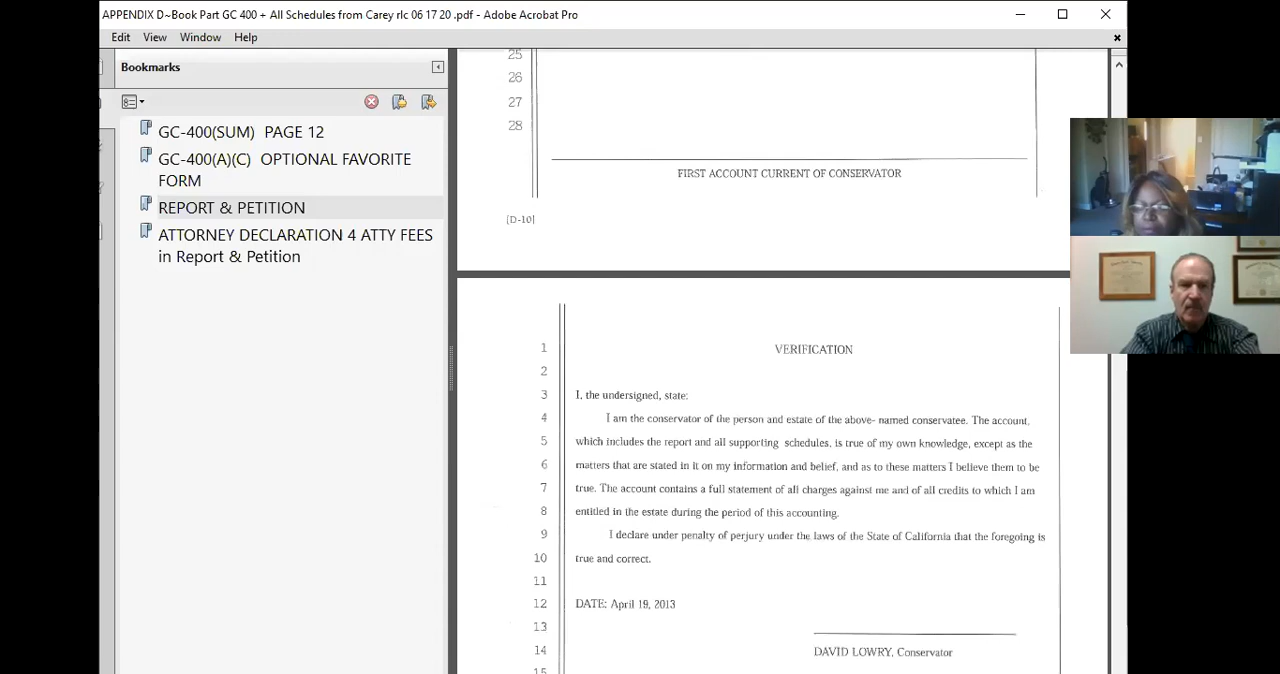 APPENDIX D~Book Part GC 400 + All Schedules from Carey rlc 06 17 20 .pdf - Adobe Acrobat Pro
Edit View Window Help
Bookmarks
GC-400(SUM) PAGE 12
GC-400(A)(C) OPTIONAL FAVORITE
FORM
REPORT & PETITION
ATTORNEY DECLARATION 4 ATTY FEES
in Report & Petition
25
26
27
28
FIRST ACCOUNT CURRENT OF CONSERVATOR
[D-10]
1 VERIFICATION
2
3 I, the undersigned, state:
4 I am the conservator of the person and estate of the above- named conservatee. The account,
5 which includes the report and all supporting schedules, is true of my own knowledge, except as the
6 matters that are stated in it on my information and belief, and as to these matters I believe them to be
7 true. The account contains a full statement of all charges against me and of all credits to which I am
8 entitled in the estate during the period of this accounting.
9 I declare under penalty of perjury under the laws of the State of California that the foregoing is
10 true and correct.
11
12 DATE: April 19, 2013
13
14 DAVID LOWRY, Conservator
15